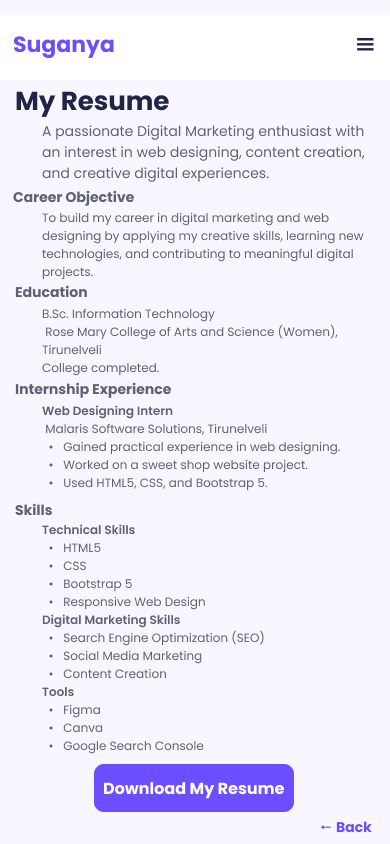 Suganya
My Resume
A passionate Digital Marketing enthusiast with
an interest in web designing, content creation,
and creative digital experiences.
Career Objective
To build my career in digital marketing and web
designing by applying my creative skills, learning new
technologies, and contributing to meaningful digital
projects.
Education
B.Sc. Information Technology
Rose Mary College of Arts and Science (Women),
Tirunelveli
College completed.
Internship Experience
Web Designing Intern
Malaris Software Solutions, Tirunelveli
• Gained practical experience in web designing.
• Worked on a sweet shop website project.
• Used HTML5, CSS, and Bootstrap 5.
Skills
Technical Skills
• HTML5
• CSS
• Bootstrap 5
• Responsive Web Design
Digital Marketing Skills
• Search Engine Optimization (SEO)
• Social Media Marketing
• Content Creation
Tools
• Figma
• Canva
• Google Search Console
Download My Resume
← Back